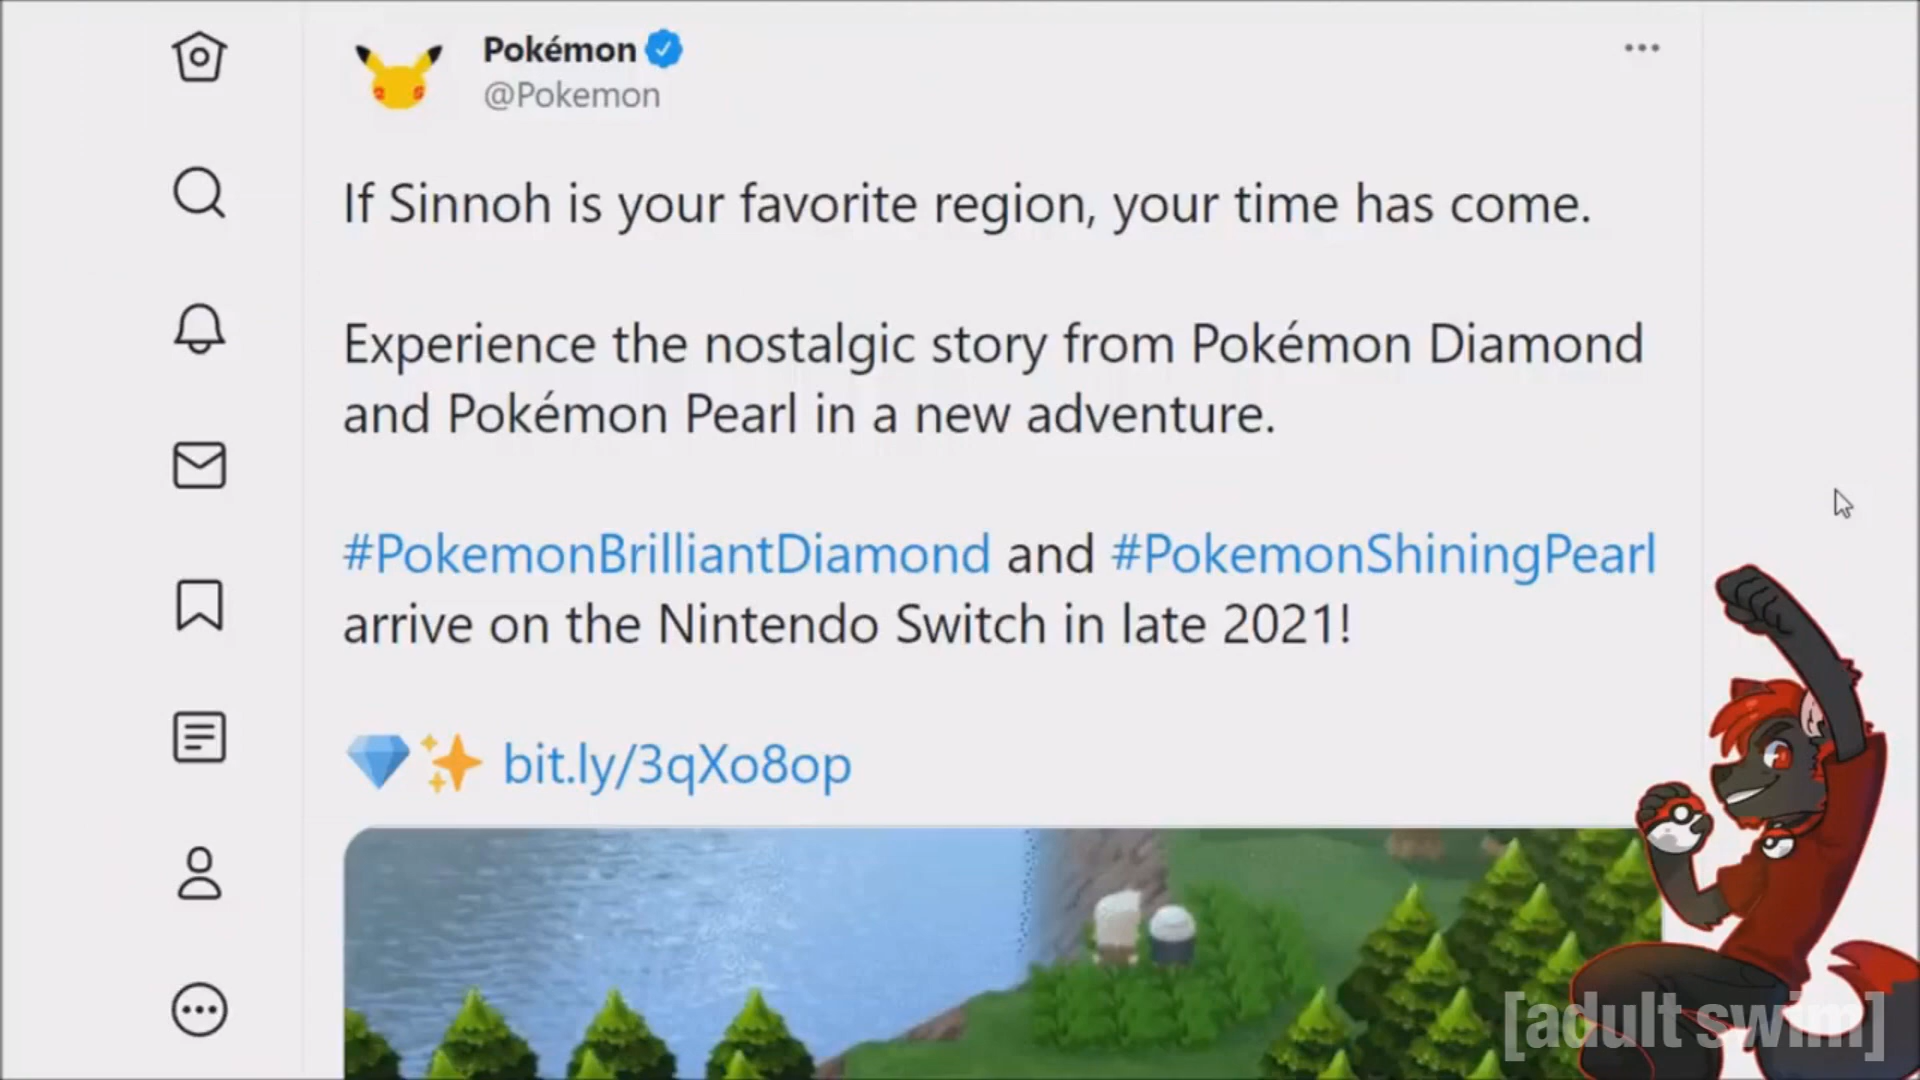 Pokémon
@Pokemon
If Sinnoh is your favorite region, your time has come.
Experience the nostalgic story from Pokémon Diamond
and Pokémon Pearl in a new adventure.
#PokemonBrilliantDiamond and #PokemonShiningPearl
arrive on the Nintendo Switch in late 2021!
💎✨ bit.ly/3qXo8op
[adult swim]